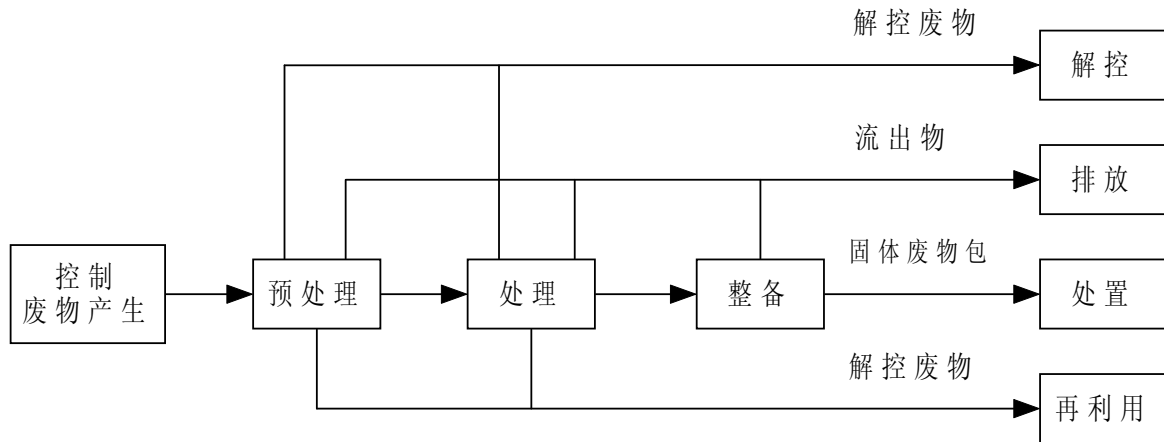 解控废物
解控
流出物
排放
控制
废物产生
预处理
处理
整备
固体废物包
处置
解控废物
再利用